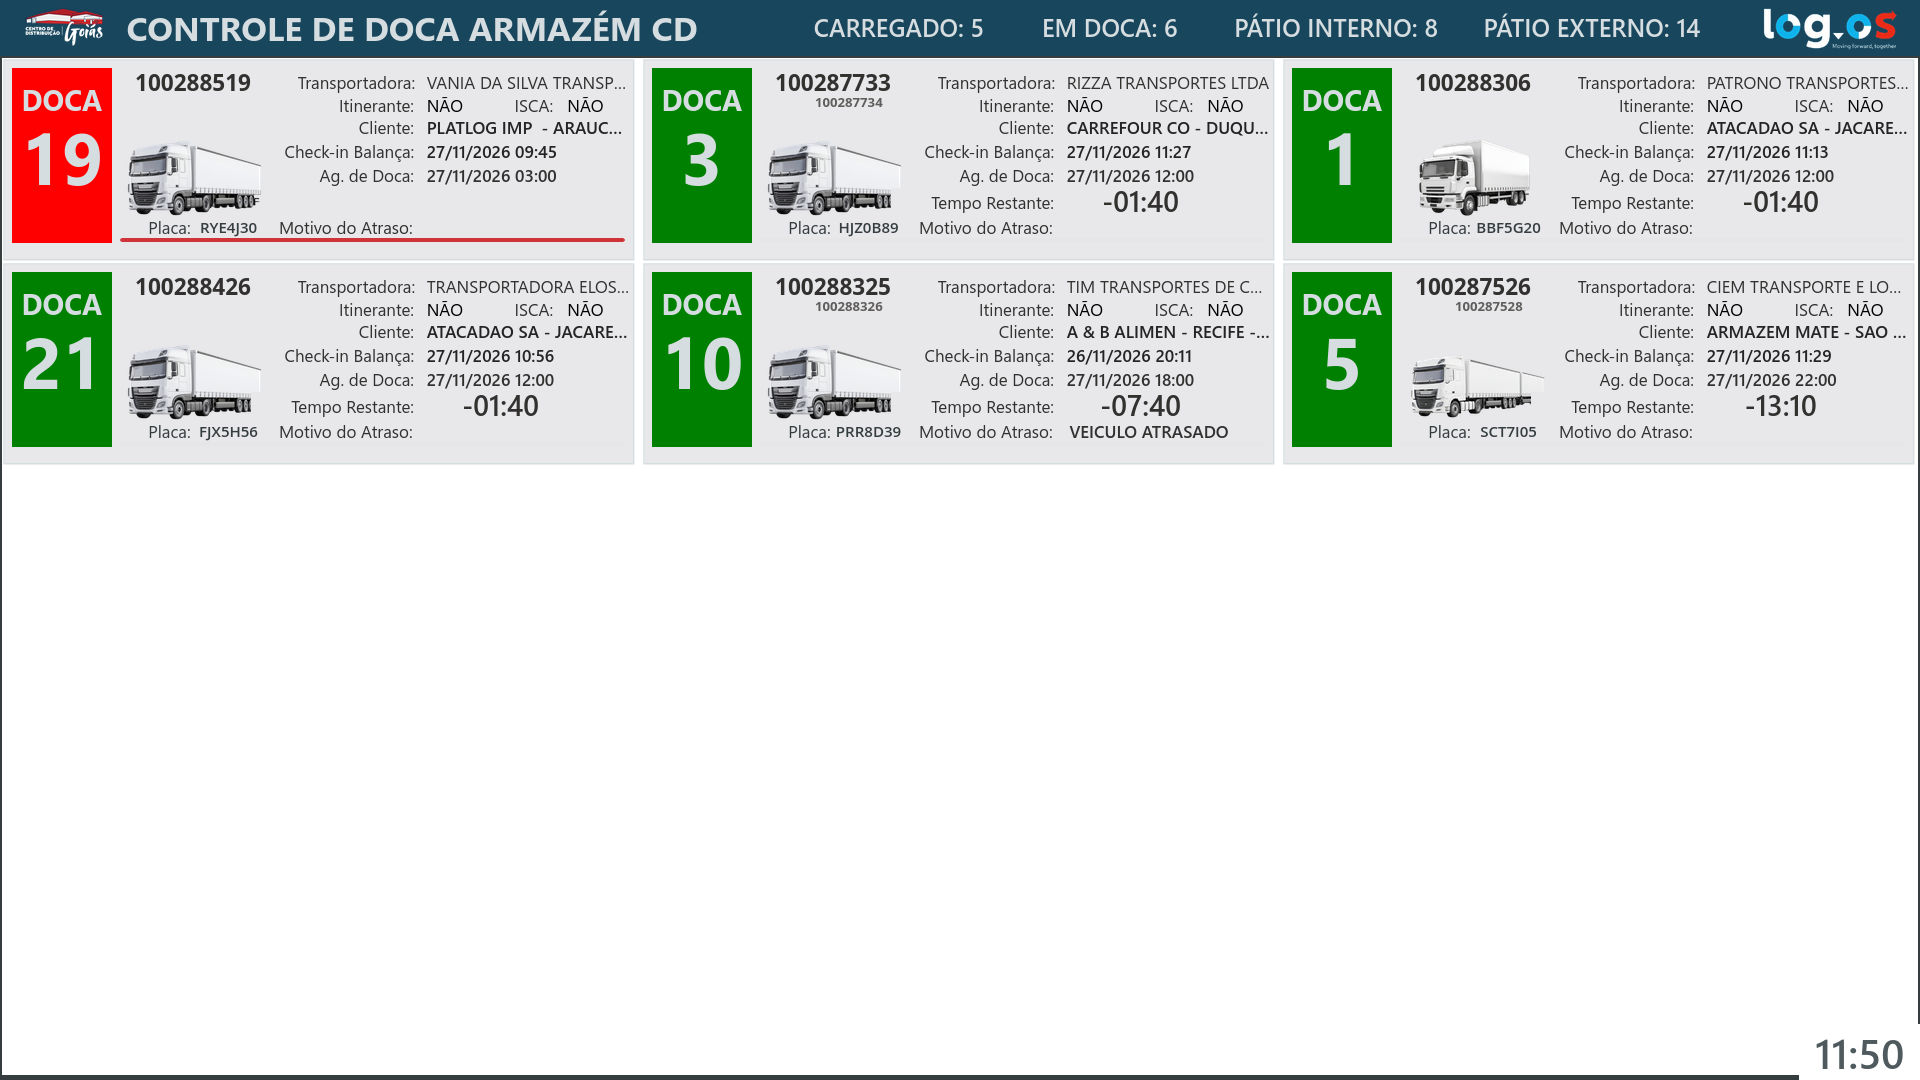 CENTRO DE DISTRIBUIÇÃO Goiás
CONTROLE DE DOCA ARMAZÉM CD
CARREGADO: 5
EM DOCA: 6
PÁTIO INTERNO: 8
PÁTIO EXTERNO: 14
log.os
Moving forward, together
DOCA
19
100288519
Transportadora: VANIA DA SILVA TRANSP...
Itinerante: NÃO ISCA: NÃO
Cliente: PLATLOG IMP - ARAUC...
Check-in Balança: 27/11/2026 09:45
Ag. de Doca: 27/11/2026 03:00
Placa: RYE4J30 Motivo do Atraso:
DOCA
3
100287733
100287734
Transportadora: RIZZA TRANSPORTES LTDA
Itinerante: NÃO ISCA: NÃO
Cliente: CARREFOUR CO - DUQU...
Check-in Balança: 27/11/2026 11:27
Ag. de Doca: 27/11/2026 12:00
Tempo Restante: -01:40
Placa: HJZ0B89 Motivo do Atraso:
DOCA
1
100288306
Transportadora: PATRONO TRANSPORTES...
Itinerante: NÃO ISCA: NÃO
Cliente: ATACADAO SA - JACARE...
Check-in Balança: 27/11/2026 11:13
Ag. de Doca: 27/11/2026 12:00
Tempo Restante: -01:40
Placa: BBF5G20 Motivo do Atraso:
DOCA
21
100288426
Transportadora: TRANSPORTADORA ELOS...
Itinerante: NÃO ISCA: NÃO
Cliente: ATACADAO SA - JACARE...
Check-in Balança: 27/11/2026 10:56
Ag. de Doca: 27/11/2026 12:00
Tempo Restante: -01:40
Placa: FJX5H56 Motivo do Atraso:
DOCA
10
100288325
100288326
Transportadora: TIM TRANSPORTES DE C...
Itinerante: NÃO ISCA: NÃO
Cliente: A & B ALIMEN - RECIFE -...
Check-in Balança: 26/11/2026 20:11
Ag. de Doca: 27/11/2026 18:00
Tempo Restante: -07:40
Placa: PRR8D39 Motivo do Atraso: VEICULO ATRASADO
DOCA
5
100287526
100287528
Transportadora: CIEM TRANSPORTE E LO...
Itinerante: NÃO ISCA: NÃO
Cliente: ARMAZEM MATE - SAO ...
Check-in Balança: 27/11/2026 11:29
Ag. de Doca: 27/11/2026 22:00
Tempo Restante: -13:10
Placa: SCT7I05 Motivo do Atraso:
11:50